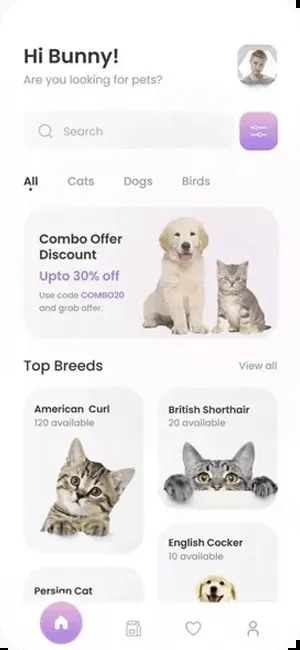 Hi Bunny!
Are you looking for pets?
Search
All Cats Dogs Birds
Combo Offer
Discount
Upto 30% off
Use code COMBO20
and grab offer.
Top Breeds View all
American Curl
120 available
British Shorthair
20 available
English Cocker
10 available
Persian Cat